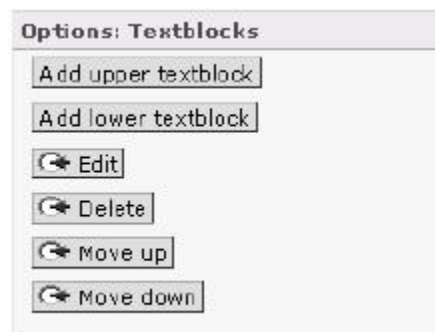 Options: Textblocks
Add upper textblock
Add lower textblock
Edit
Delete
Move up
Move down